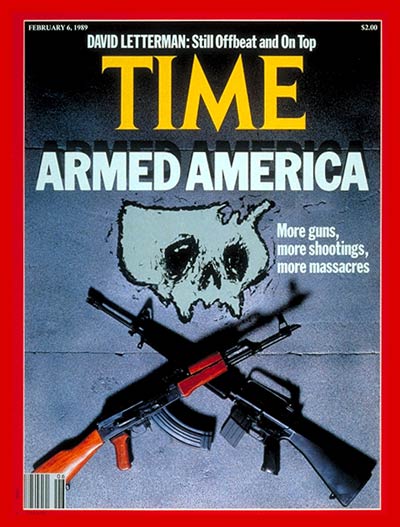 FEBRUARY 6, 1989
$2.00
DAVID LETTERMAN: Still Offbeat and On Top
TIME
ARMED AMERICA
More guns,
more shootings,
more massacres